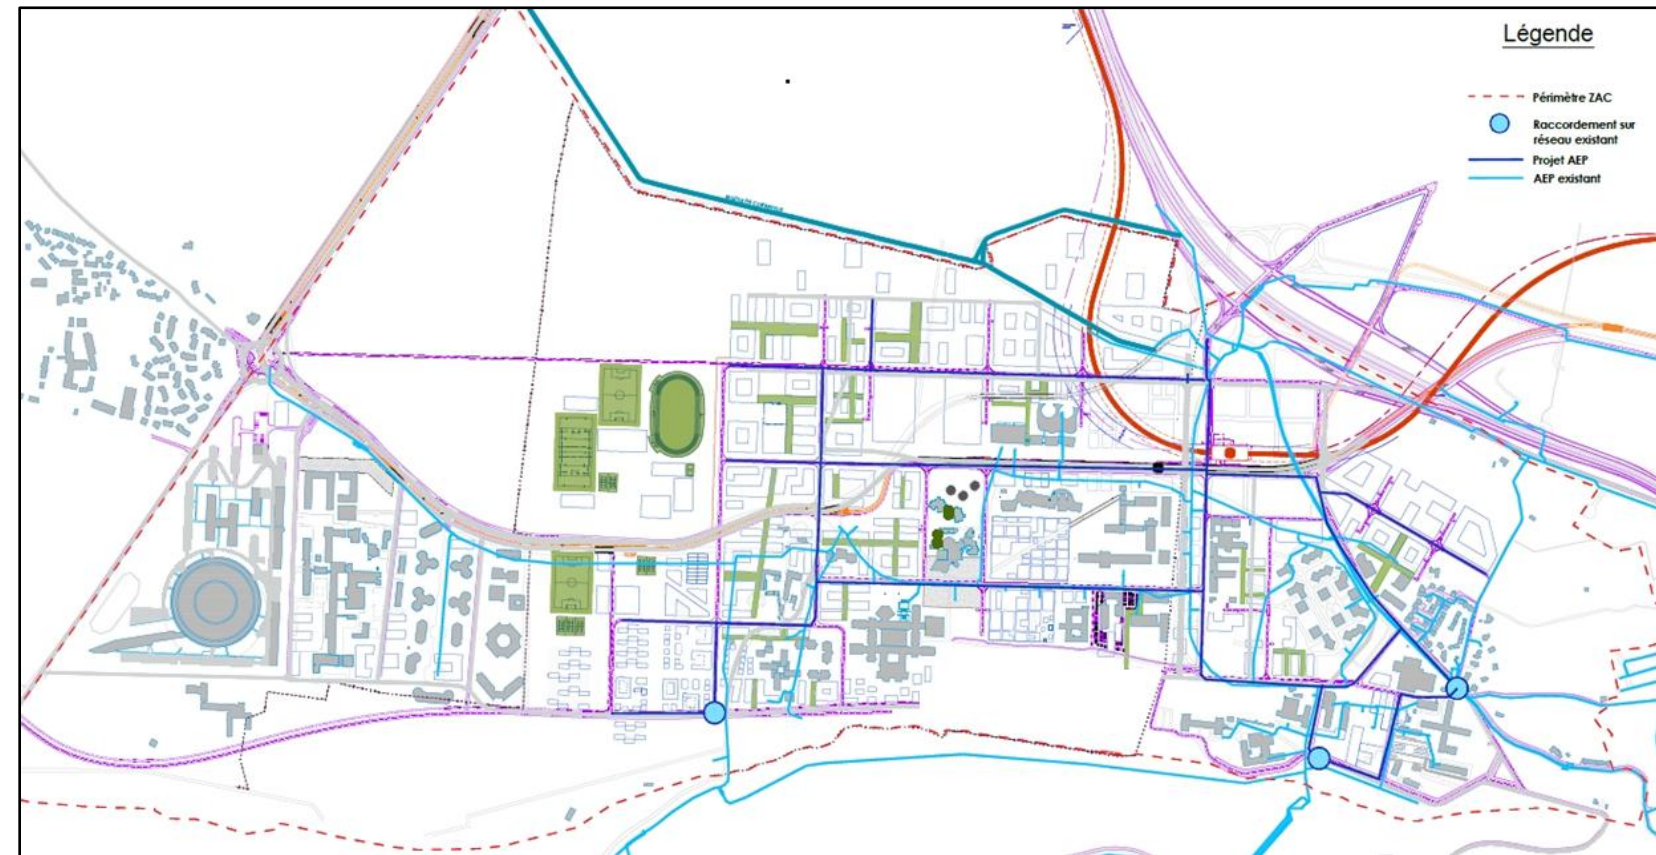 Légende
Périmètre ZAC
Raccordement sur
réseau existant
Projet AEP
AEP existant